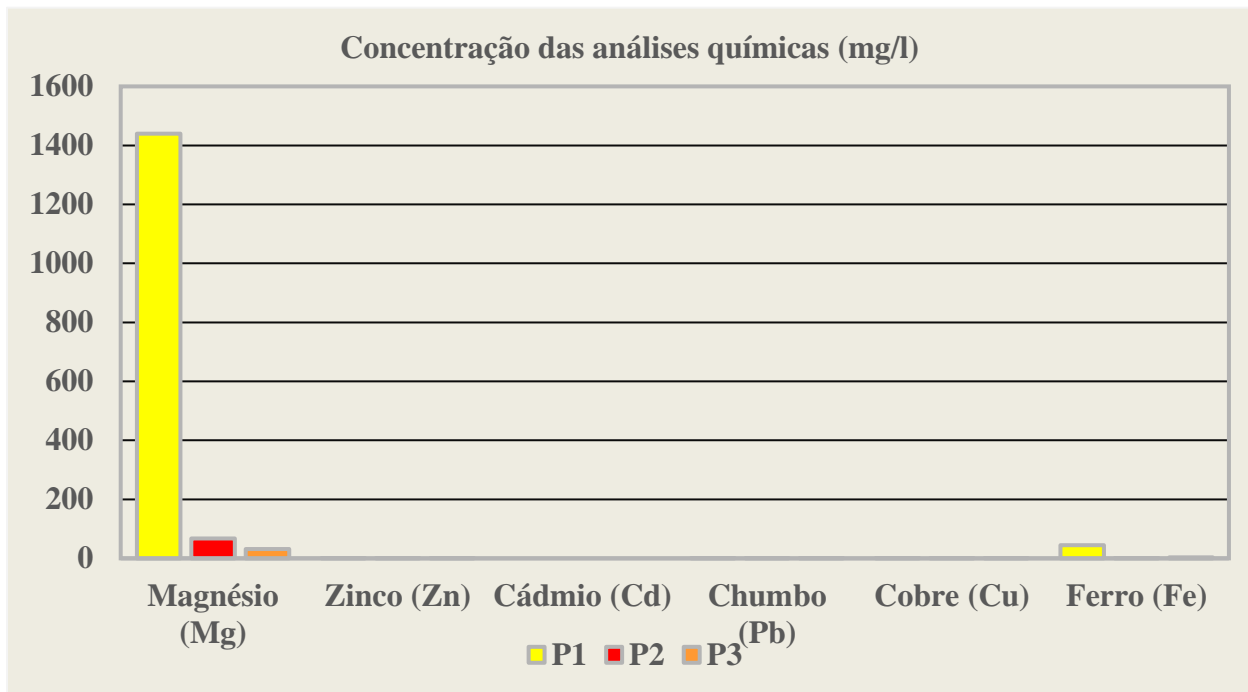 Concentração das análises químicas (mg/l)
1600
1400
1200
1000
800
600
400
200
0
Magnésio (Mg)
Zinco (Zn)
Cádmio (Cd)
Chumbo (Pb)
Cobre (Cu)
Ferro (Fe)
P1 P2 P3